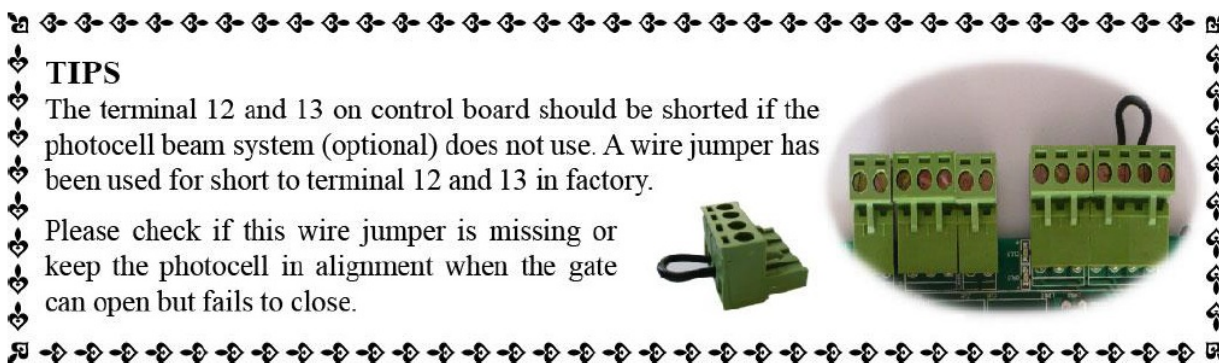 TIPS
The terminal 12 and 13 on control board should be shorted if the
photocell beam system (optional) does not use. A wire jumper has
been used for short to terminal 12 and 13 in factory.
Please check if this wire jumper is missing or
keep the photocell in alignment when the gate
can open but fails to close.